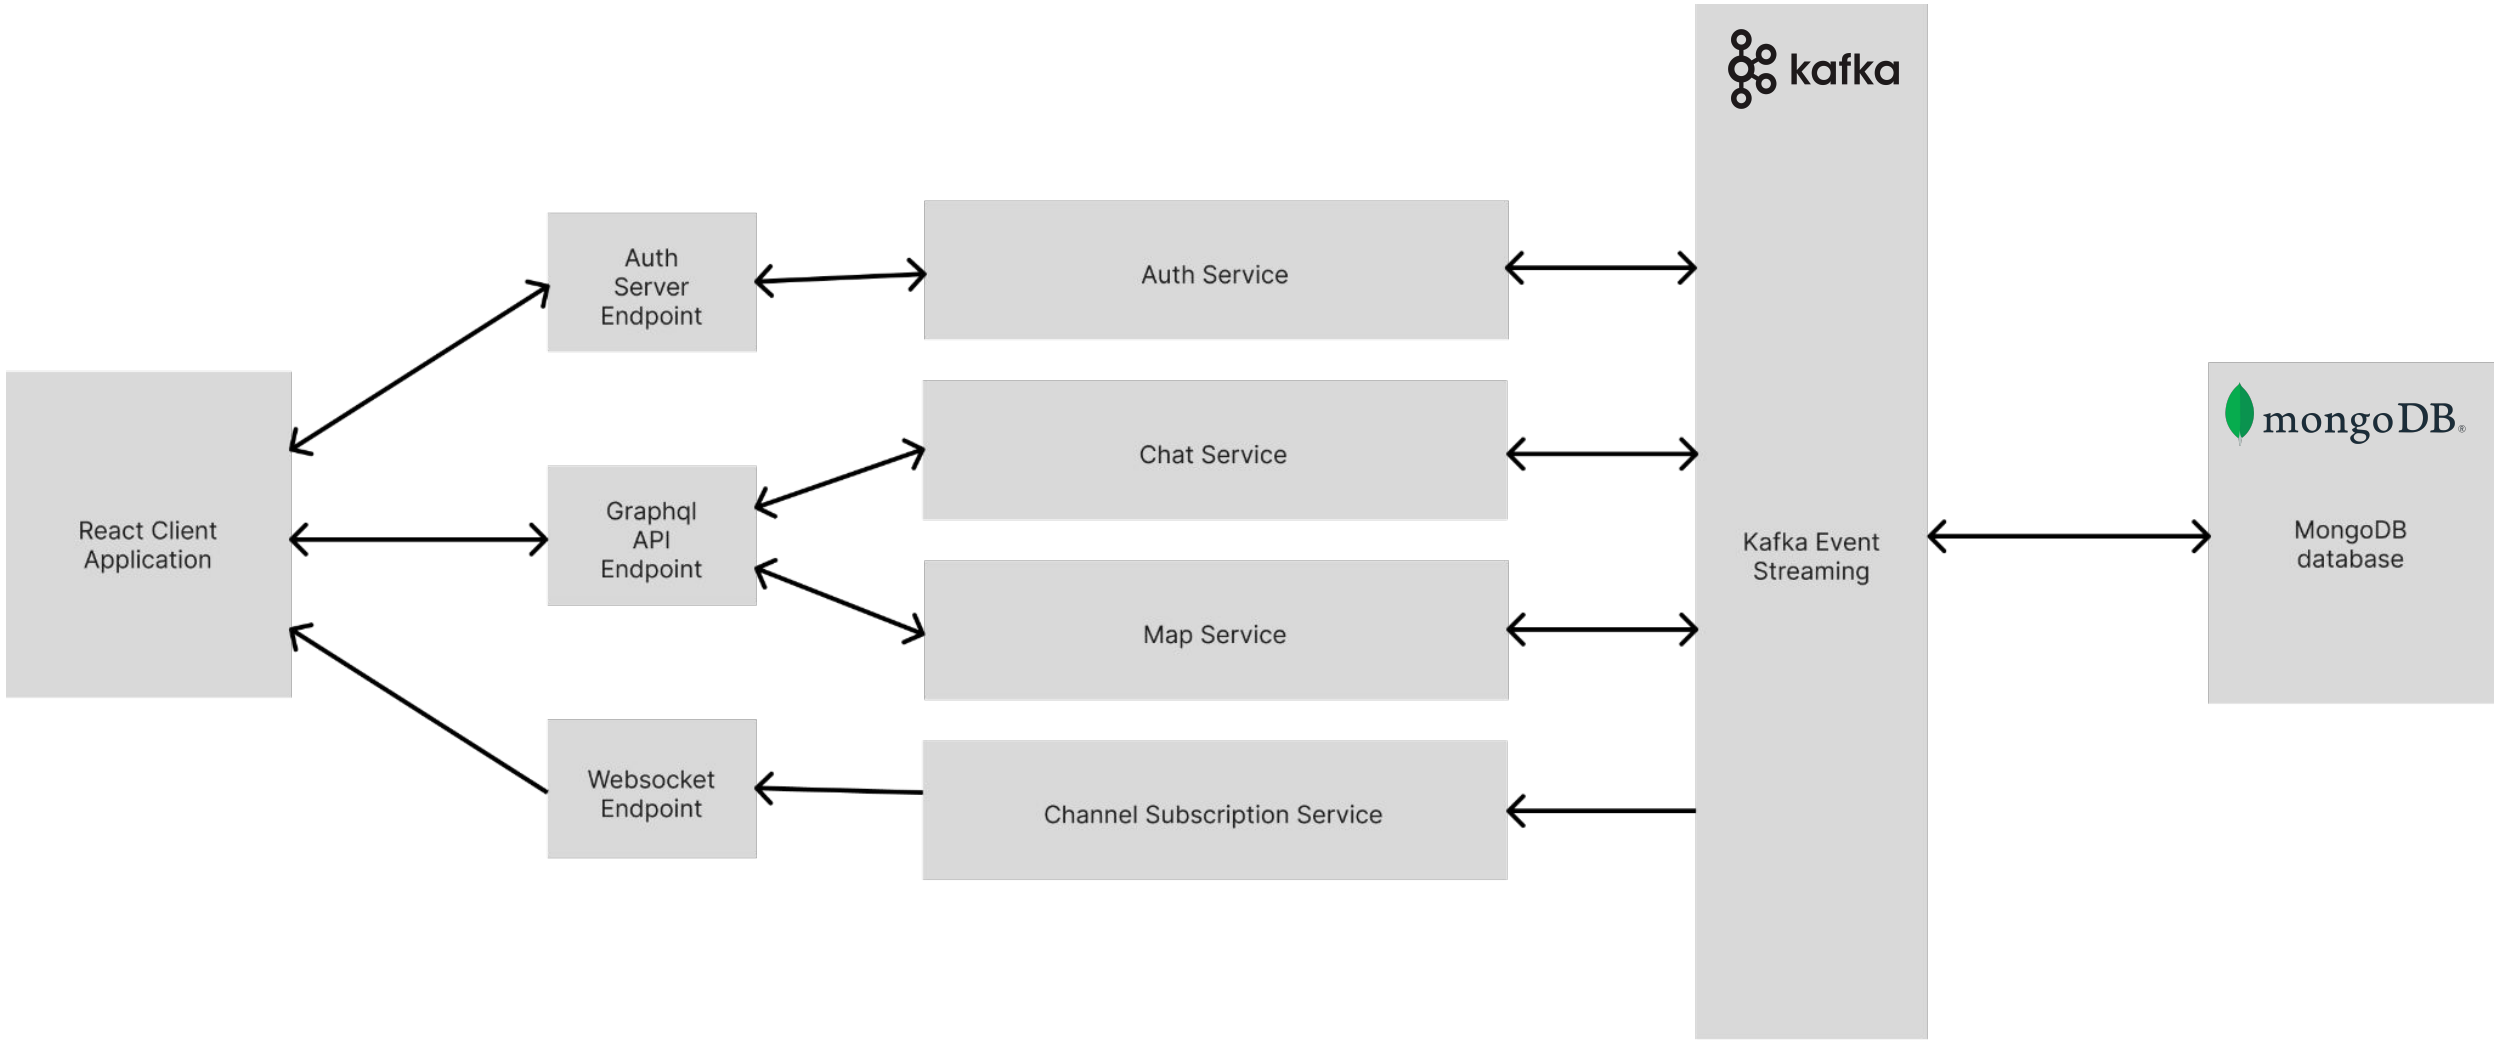 kafka
Auth
Server
Endpoint
Auth Service
mongoDB®
Chat Service
React Client
Application
Graphql
API
Endpoint
Kafka Event
Streaming
MongoDB
database
Map Service
Websocket
Endpoint
Channel Subscription Service